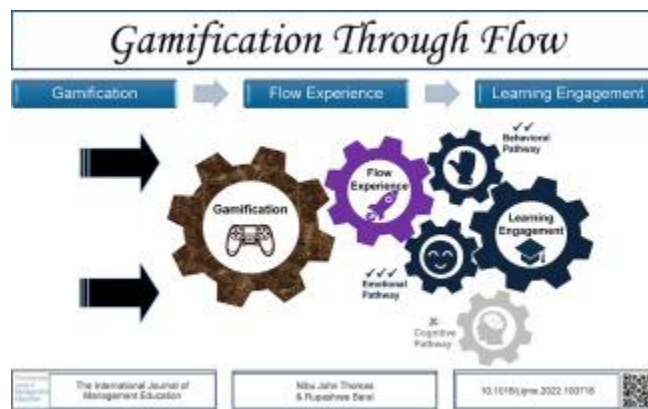 Gamification Through Flow
Gamification
Flow Experience
Learning Engagement
✓✓
Behavioral
Pathway
Flow
Experience
Gamification
Learning
Engagement
✓✓✓
Emotional
Pathway
✗
Cognitive
Pathway
The International Journal of
Management Education
Nibu John Thomas
& Rupashree Baral
10.1016/j.ijme.2022.100718